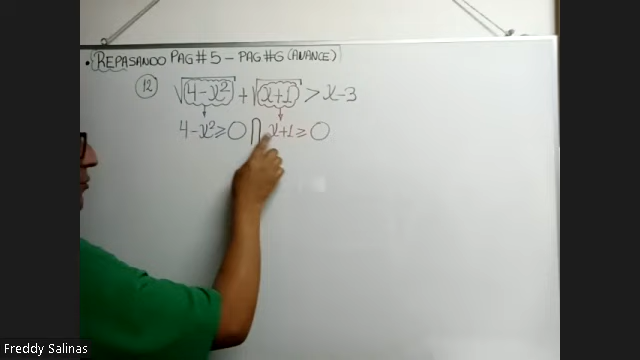 • REPASANDO PAG#5 - PAG#6 (AVANCE)
12 √4-x² + √x+1 > x-3
4-x² ≥ 0 ∩ x+1 ≥ 0
Freddy Salinas